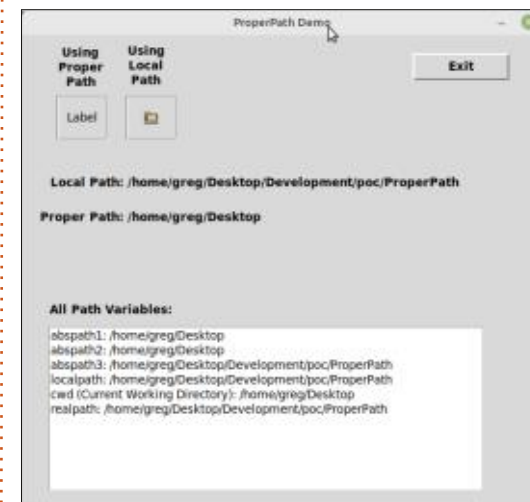 ProperPath Demo
Using Proper Path
Using Local Path
Exit
Label
Local Path: /home/greg/Desktop/Development/poc/ProperPath
Proper Path: /home/greg/Desktop
All Path Variables:
abspath1: /home/greg/Desktop
abspath2: /home/greg/Desktop
abspath3: /home/greg/Desktop/Development/poc/ProperPath
localpath: /home/greg/Desktop/Development/poc/ProperPath
cwd (Current Working Directory): /home/greg/Desktop
realpath: /home/greg/Desktop/Development/poc/ProperPath